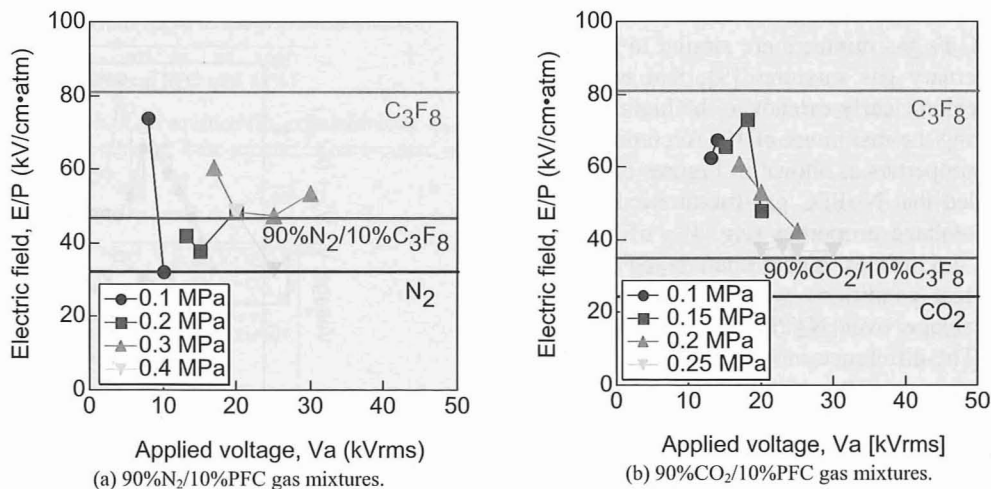 Electric field, E/P (kV/cm•atm)
100
80
60
40
20
0
C₃F₈
90%N₂/10%C₃F₈
N₂
0.1 MPa
0.2 MPa
0.3 MPa
0.4 MPa
0 10 20 30 40 50
Applied voltage, Va (kVrms)
(a) 90%N₂/10%PFC gas mixtures.
Electric field, E/P (kV/cm•atm)
100
80
60
40
20
0
C₃F₈
90%CO₂/10%C₃F₈
CO₂
0.1 MPa
0.15 MPa
0.2 MPa
0.25 MPa
0 10 20 30 40 50
Applied voltage, Va [kVrms]
(b) 90%CO₂/10%PFC gas mixtures.